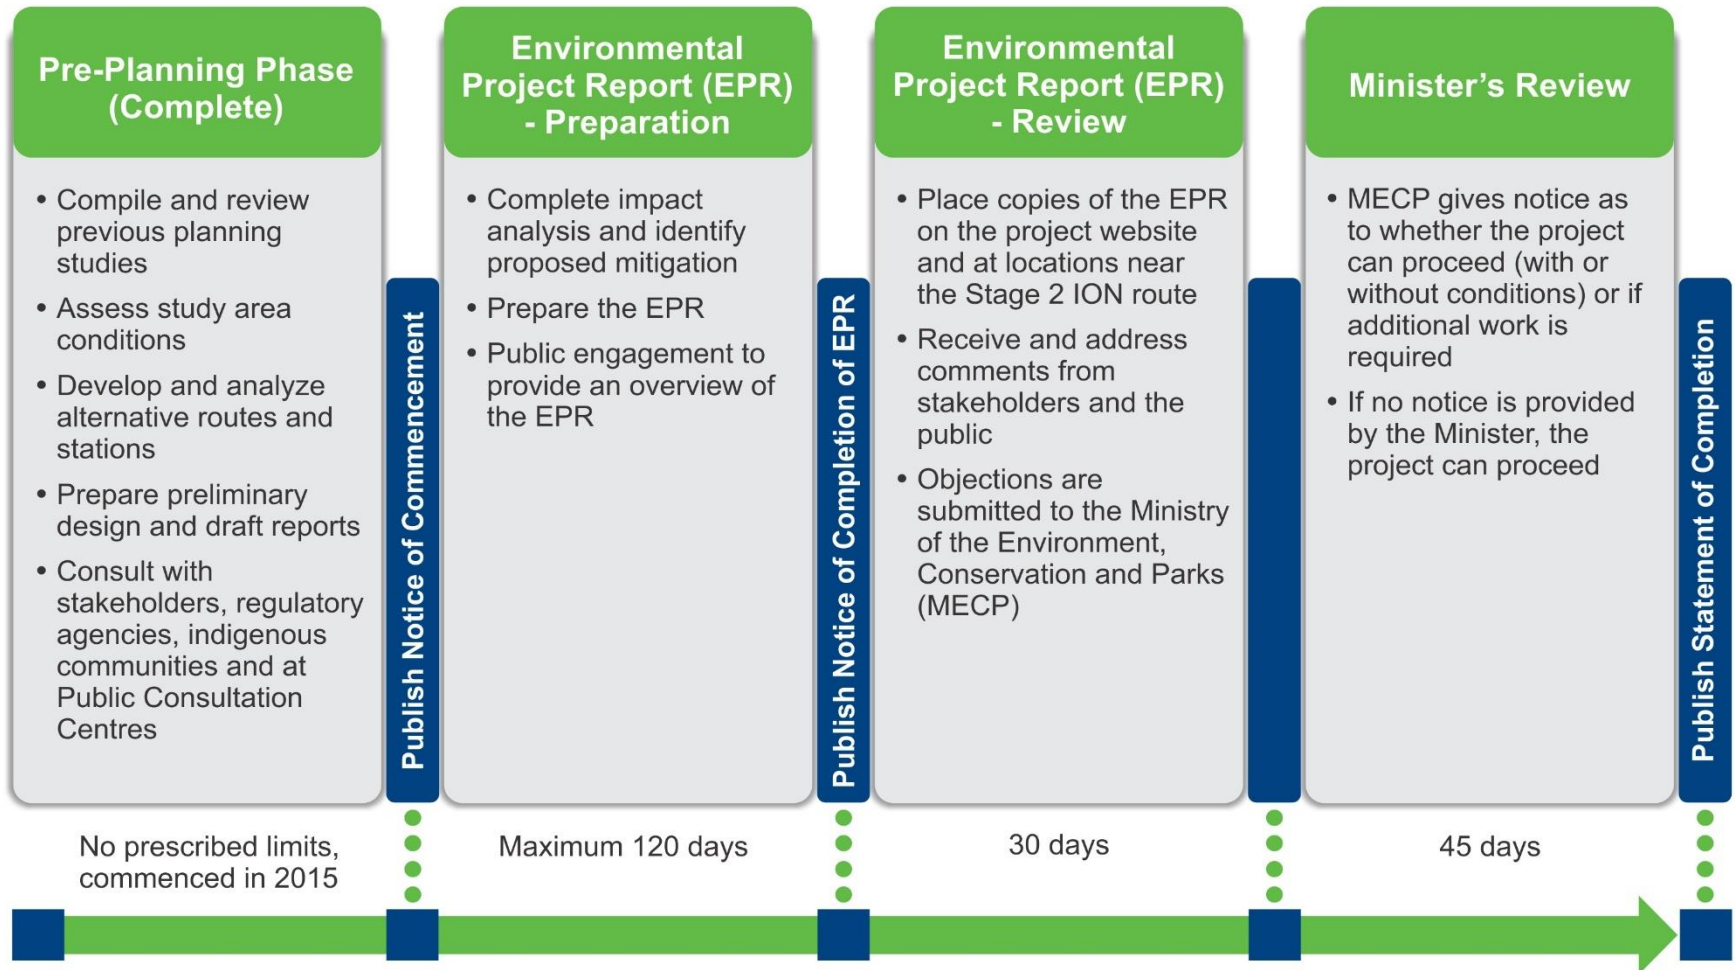 Pre-Planning Phase
(Complete)
• Compile and review
previous planning
studies
• Assess study area
conditions
• Develop and analyze
alternative routes and
stations
• Prepare preliminary
design and draft reports
• Consult with
stakeholders, regulatory
agencies, indigenous
communities and at
Public Consultation
Centres
No prescribed limits,
commenced in 2015
Publish Notice of Commencement
Environmental
Project Report (EPR)
- Preparation
• Complete impact
analysis and identify
proposed mitigation
• Prepare the EPR
• Public engagement to
provide an overview of
the EPR
Maximum 120 days
Publish Notice of Completion of EPR
Environmental
Project Report (EPR)
- Review
• Place copies of the EPR
on the project website
and at locations near
the Stage 2 ION route
• Receive and address
comments from
stakeholders and the
public
• Objections are
submitted to the Ministry
of the Environment,
Conservation and Parks
(MECP)
30 days
Minister’s Review
• MECP gives notice as
to whether the project
can proceed (with or
without conditions) or if
additional work is
required
• If no notice is provided
by the Minister, the
project can proceed
45 days
Publish Statement of Completion